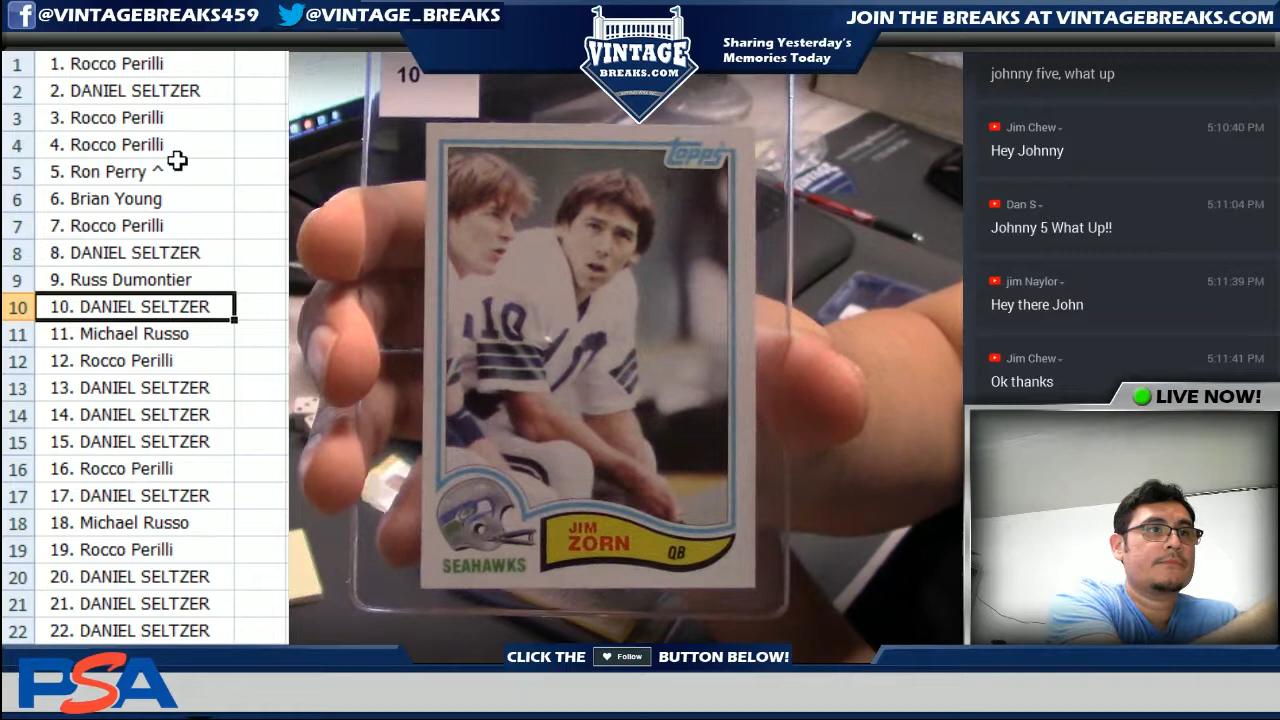 @VINTAGEBREAKS459
@VINTAGE_BREAKS
VINTAGE
BREAKS.COM
Sharing Yesterday's
Memories Today
JOIN THE BREAKS AT VINTAGEBREAKS.COM
1 1. Rocco Perilli
2 2. DANIEL SELTZER
3 3. Rocco Perilli
4 4. Rocco Perilli
5 5. Ron Perry ^
6 6. Brian Young
7 7. Rocco Perilli
8 8. DANIEL SELTZER
9 9. Russ Dumontier
10 10. DANIEL SELTZER
11 11. Michael Russo
12 12. Rocco Perilli
13 13. DANIEL SELTZER
14 14. DANIEL SELTZER
15 15. DANIEL SELTZER
16 16. Rocco Perilli
17 17. DANIEL SELTZER
18 18. Michael Russo
19 19. Rocco Perilli
20 20. DANIEL SELTZER
21 21. DANIEL SELTZER
22 22. DANIEL SELTZER
10
topps
10
SEAHAWKS
JIM
ZORN QB
johnny five, what up
Jim Chew 5:10:40 PM
Hey Johnny
Dan S 5:11:04 PM
Johnny 5 What Up!!
jim Naylor 5:11:39 PM
Hey there John
Jim Chew 5:11:41 PM
Ok thanks
LIVE NOW!
CLICK THE Follow BUTTON BELOW!
PSA